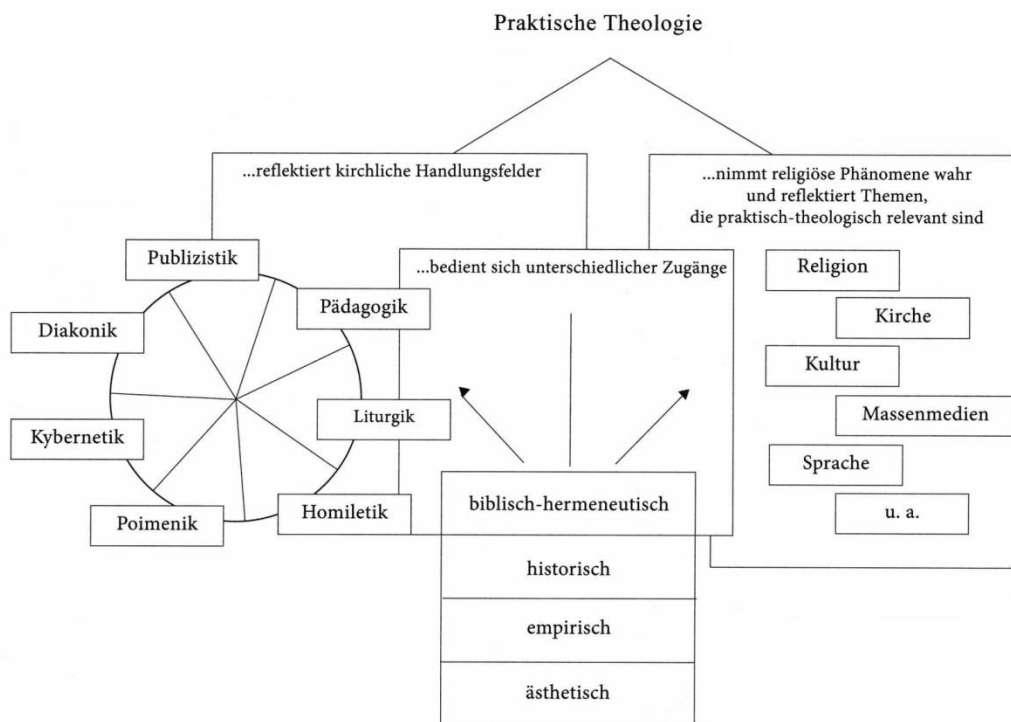 Praktische Theologie
...reflektiert kirchliche Handlungsfelder
...nimmt religiöse Phänomene wahr
und reflektiert Themen,
die praktisch-theologisch relevant sind
Publizistik
Pädagogik
Diakonik
Liturgik
Kybernetik
Homiletik
Poimenik
...bedient sich unterschiedlicher Zugänge
biblisch-hermeneutisch
historisch
empirisch
ästhetisch
Religion
Kirche
Kultur
Massenmedien
Sprache
u. a.